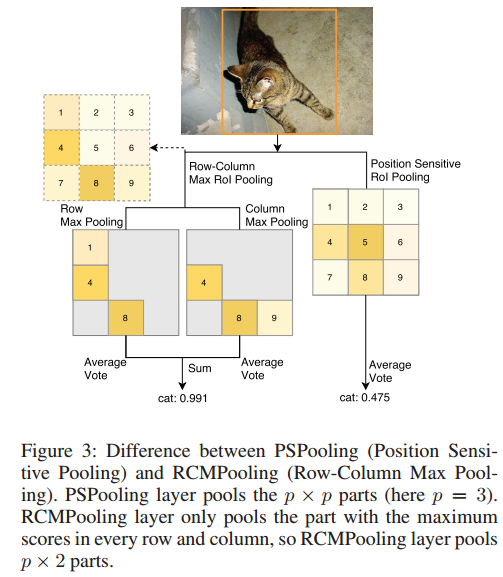 1 2 3
4 5 6
7 8 9
Row-Column
Max RoI Pooling
Position Sensitive
RoI Pooling
Row
Max Pooling
Column
Max Pooling
1
4
8
4
8 9
1 2 3
4 5 6
7 8 9
Average
Vote
Sum
Average
Vote
Average
Vote
cat: 0.991
cat: 0.475
Figure 3: Difference between PSPooling (Position Sensi-
tive Pooling) and RCMPooling (Row-Column Max Pool-
ing). PSPooling layer pools the p × p parts (here p = 3).
RCMPooling layer only pools the part with the maximum
scores in every row and column, so RCMPooling layer pools
p × 2 parts.